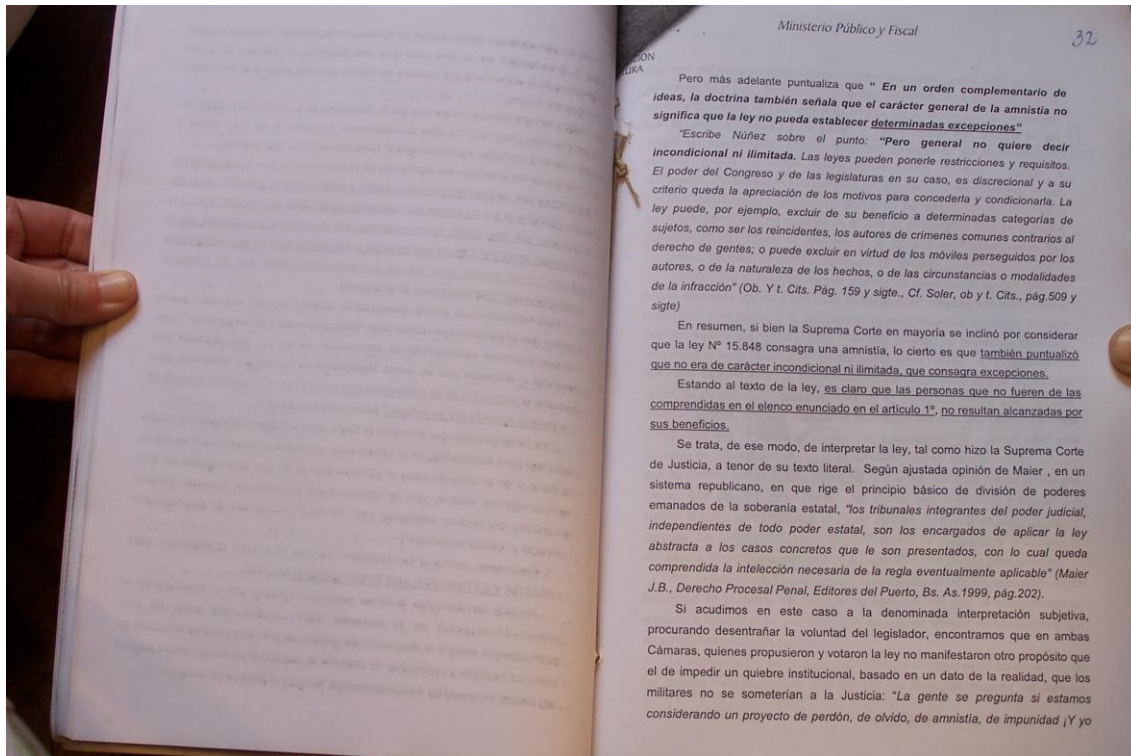 Ministerio Público y Fiscal
32
Pero más adelante puntualiza que “ En un orden complementario de
ideas, la doctrina también señala que el carácter general de la amnistía no
significa que la ley no pueda establecer determinadas excepciones”
“Escribe Núñez sobre el punto: “Pero general no quiere decir
incondicional ni ilimitada. Las leyes pueden ponerle restricciones y requisitos.
El poder del Congreso y de las legislaturas en su caso, es discrecional y a su
criterio queda la apreciación de los motivos para concederla y condicionarla. La
ley puede, por ejemplo, excluir de su beneficio a determinadas categorías de
sujetos, como ser los reincidentes, los autores de crímenes comunes contrarios al
derecho de gentes; o puede excluir en virtud de los móviles perseguidos por los
autores, o de la naturaleza de los hechos, o de las circunstancias o modalidades
de la infracción” (Ob. Y t. Cits. Pág. 159 y sigte., Cf. Soler, ob y t. Cits., pág.509 y
sigte)
En resumen, si bien la Suprema Corte en mayoría se inclinó por considerar
que la ley Nº 15.848 consagra una amnistía, lo cierto es que también puntualizó
que no era de carácter incondicional ni ilimitada, que consagra excepciones.
Estando al texto de la ley, es claro que las personas que no fueren de las
comprendidas en el elenco enunciado en el artículo 1º, no resultan alcanzadas por
sus beneficios.
Se trata, de ese modo, de interpretar la ley, tal como hizo la Suprema Corte
de Justicia, a tenor de su texto literal. Según ajustada opinión de Maier , en un
sistema republicano, en que rige el principio básico de división de poderes
emanados de la soberanía estatal, “los tribunales integrantes del poder judicial,
independientes de todo poder estatal, son los encargados de aplicar la ley
abstracta a los casos concretos que le son presentados, con lo cual queda
comprendida la intelección necesaria de la regla eventualmente aplicable” (Maier
J.B., Derecho Procesal Penal, Editores del Puerto, Bs. As.1999, pág.202).
Si acudimos en este caso a la denominada interpretación subjetiva,
procurando desentrañar la voluntad del legislador, encontramos que en ambas
Cámaras, quienes propusieron y votaron la ley no manifestaron otro propósito que
el de impedir un quiebre institucional, basado en un dato de la realidad, que los
militares no se someterían a la Justicia: “La gente se pregunta si estamos
considerando un proyecto de perdón, de olvido, de amnistía, de impunidad ¡Y yo